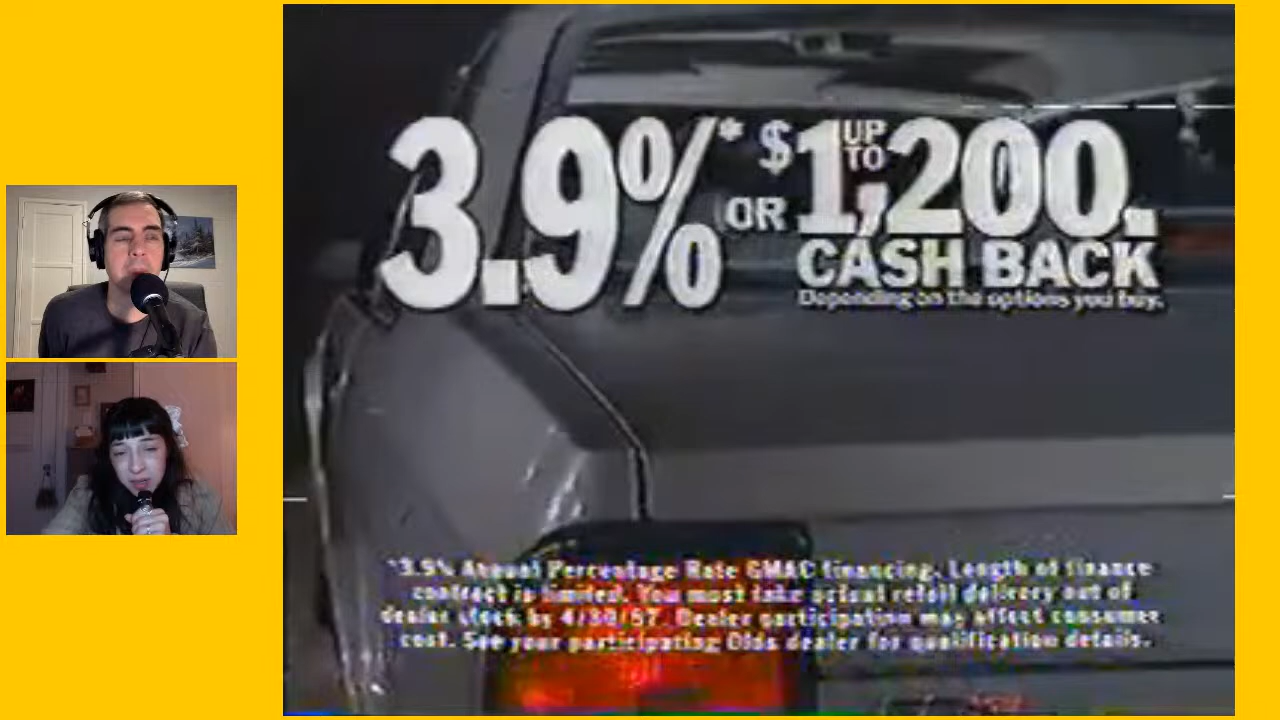 3.9%* OR UP TO $1,200.
CASH BACK
Depending on the options you buy.
*3.9% Annual Percentage Rate GMAC financing. Length of finance
contract is limited. You must take actual retail delivery out of
dealer stock by 4/30/87. Dealer participation may affect consumer
cost. See your participating Olds dealer for qualification details.